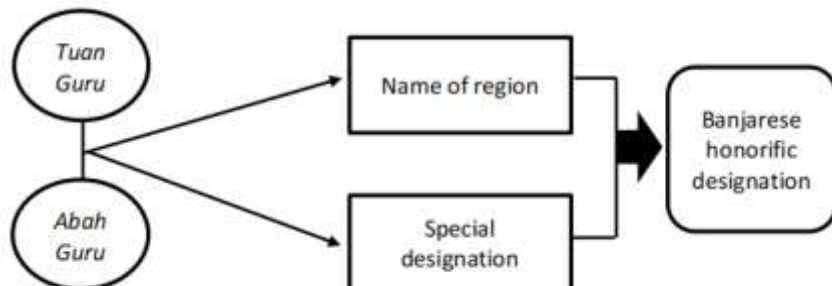 Tuan
Guru
Name of region
Banjarese
honorific
designation
Abah
Guru
Special
designation